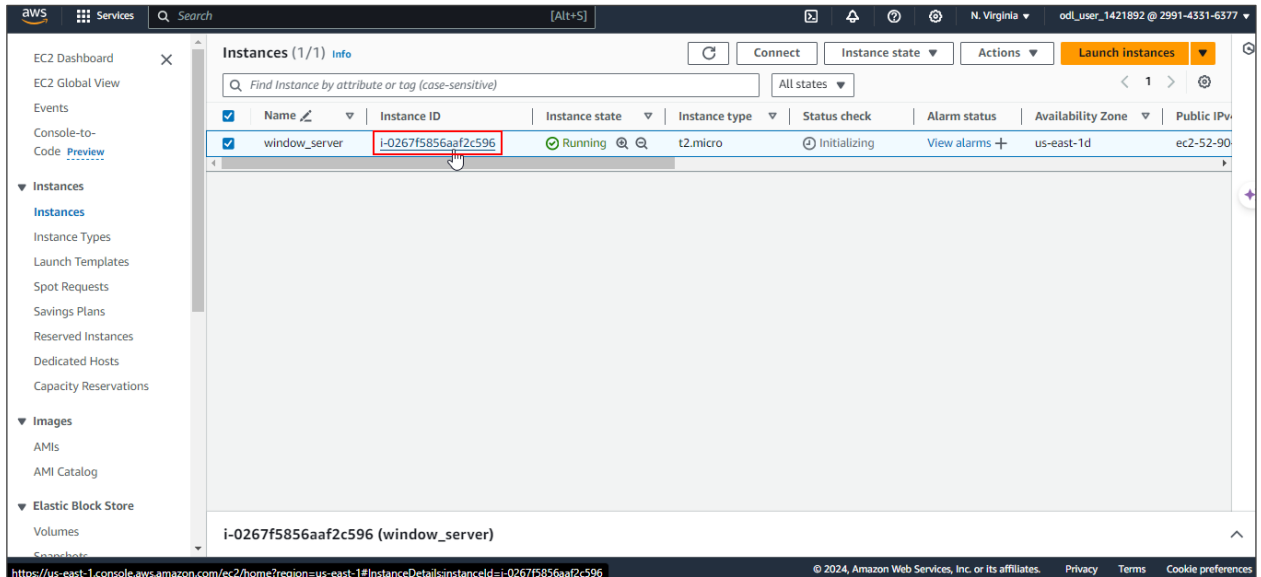 aws Services Search [Alt+S] N. Virginia odl_user_1421892 @ 2991-4331-6377
EC2 Dashboard
EC2 Global View
Events
Console-to-
Code Preview
Instances
Instances
Instance Types
Launch Templates
Spot Requests
Savings Plans
Reserved Instances
Dedicated Hosts
Capacity Reservations
Images
AMIs
AMI Catalog
Elastic Block Store
Volumes
Snapshots
Instances (1/1) Info Connect Instance state Actions Launch instances
Find Instance by attribute or tag (case-sensitive) All states 1
Name Instance ID Instance state Instance type Status check Alarm status Availability Zone Public IPv
window_server i-0267f5856aaf2c596 Running t2.micro Initializing View alarms + us-east-1d ec2-52-90
i-0267f5856aaf2c596 (window_server)
https://us-east-1.console.aws.amazon.com/ec2/home?region=us-east-1#InstanceDetails:instanceId=i-0267f5856aaf2c596 © 2024, Amazon Web Services, Inc. or its affiliates. Privacy Terms Cookie preferences